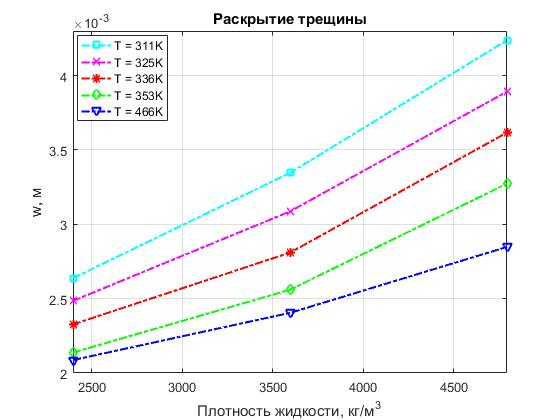 Раскрытие трещины
×10⁻³
T = 311K
T = 325K
T = 336K
T = 353K
T = 466K
4
3.5
3
2.5
2
w, м
2500
3000
3500
4000
4500
Плотность жидкости, кг/м³